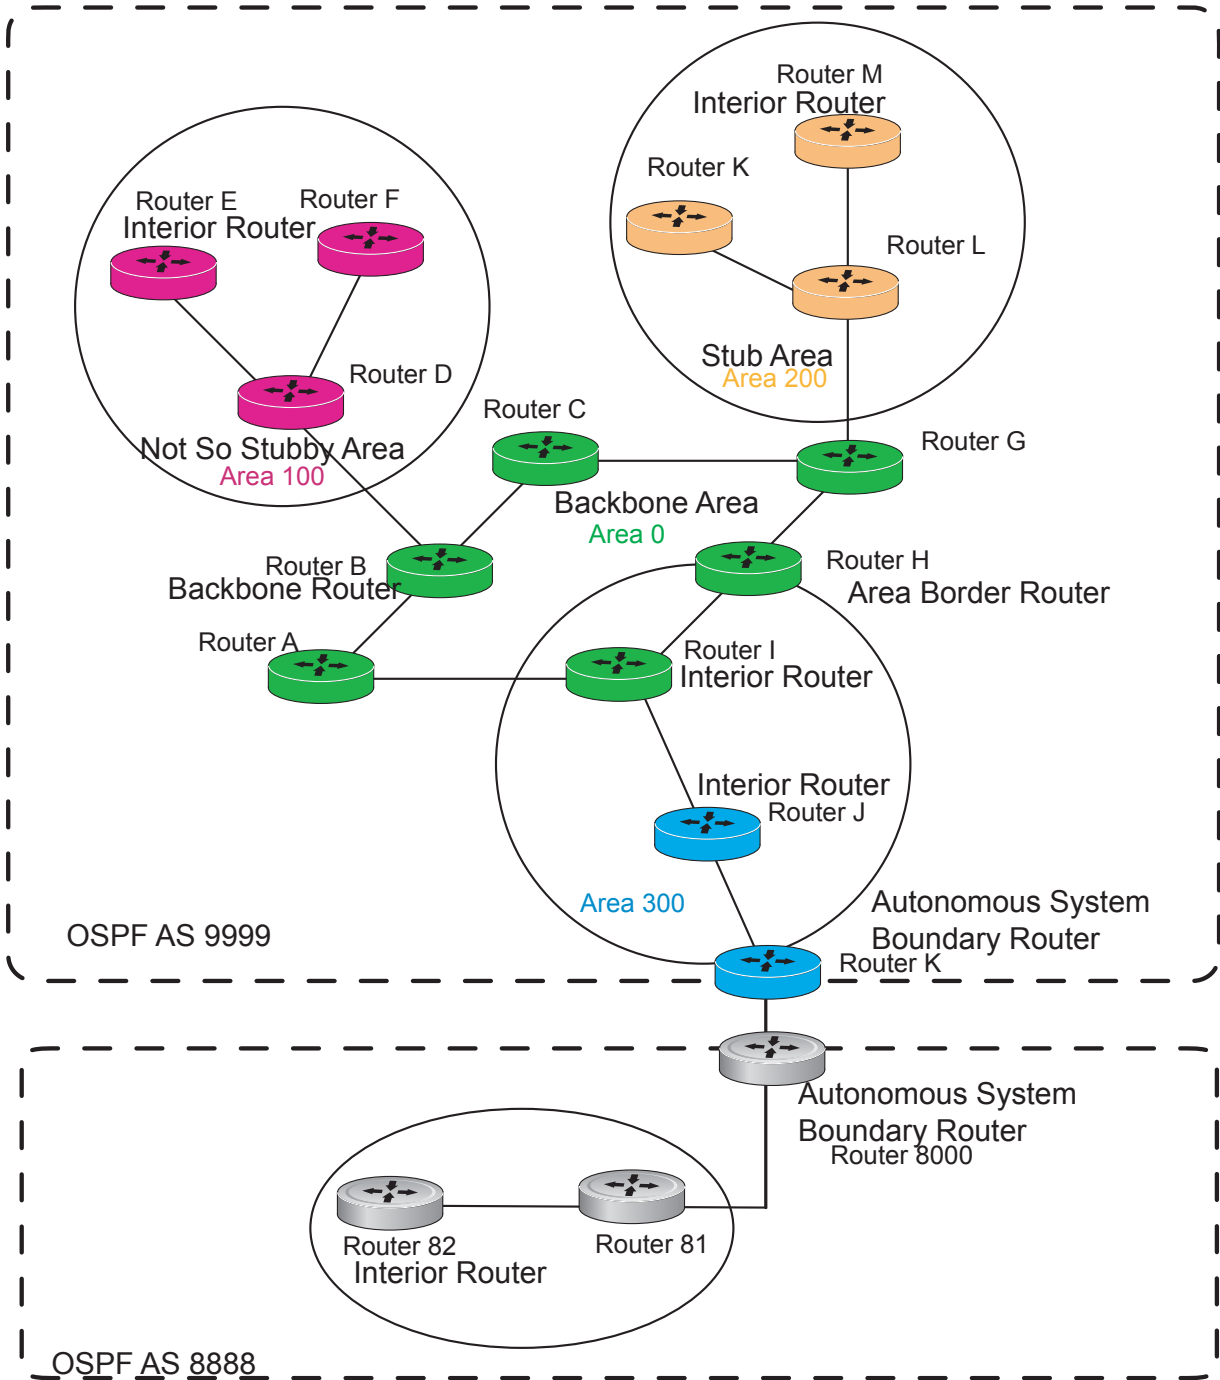 Router M
Interior Router
Router K
Router E
Router F
Interior Router
Router L
Stub Area
Area 200
Router D
Router C
Router G
Not So Stubby Area
Area 100
Backbone Area
Area 0
Router B
Backbone Router
Router H
Area Border Router
Router A
Router I
Interior Router
Interior Router
Router J
Area 300
Autonomous System
Boundary Router
Router K
OSPF AS 9999
Autonomous System
Boundary Router
Router 8000
Router 82
Interior Router
Router 81
OSPF AS 8888